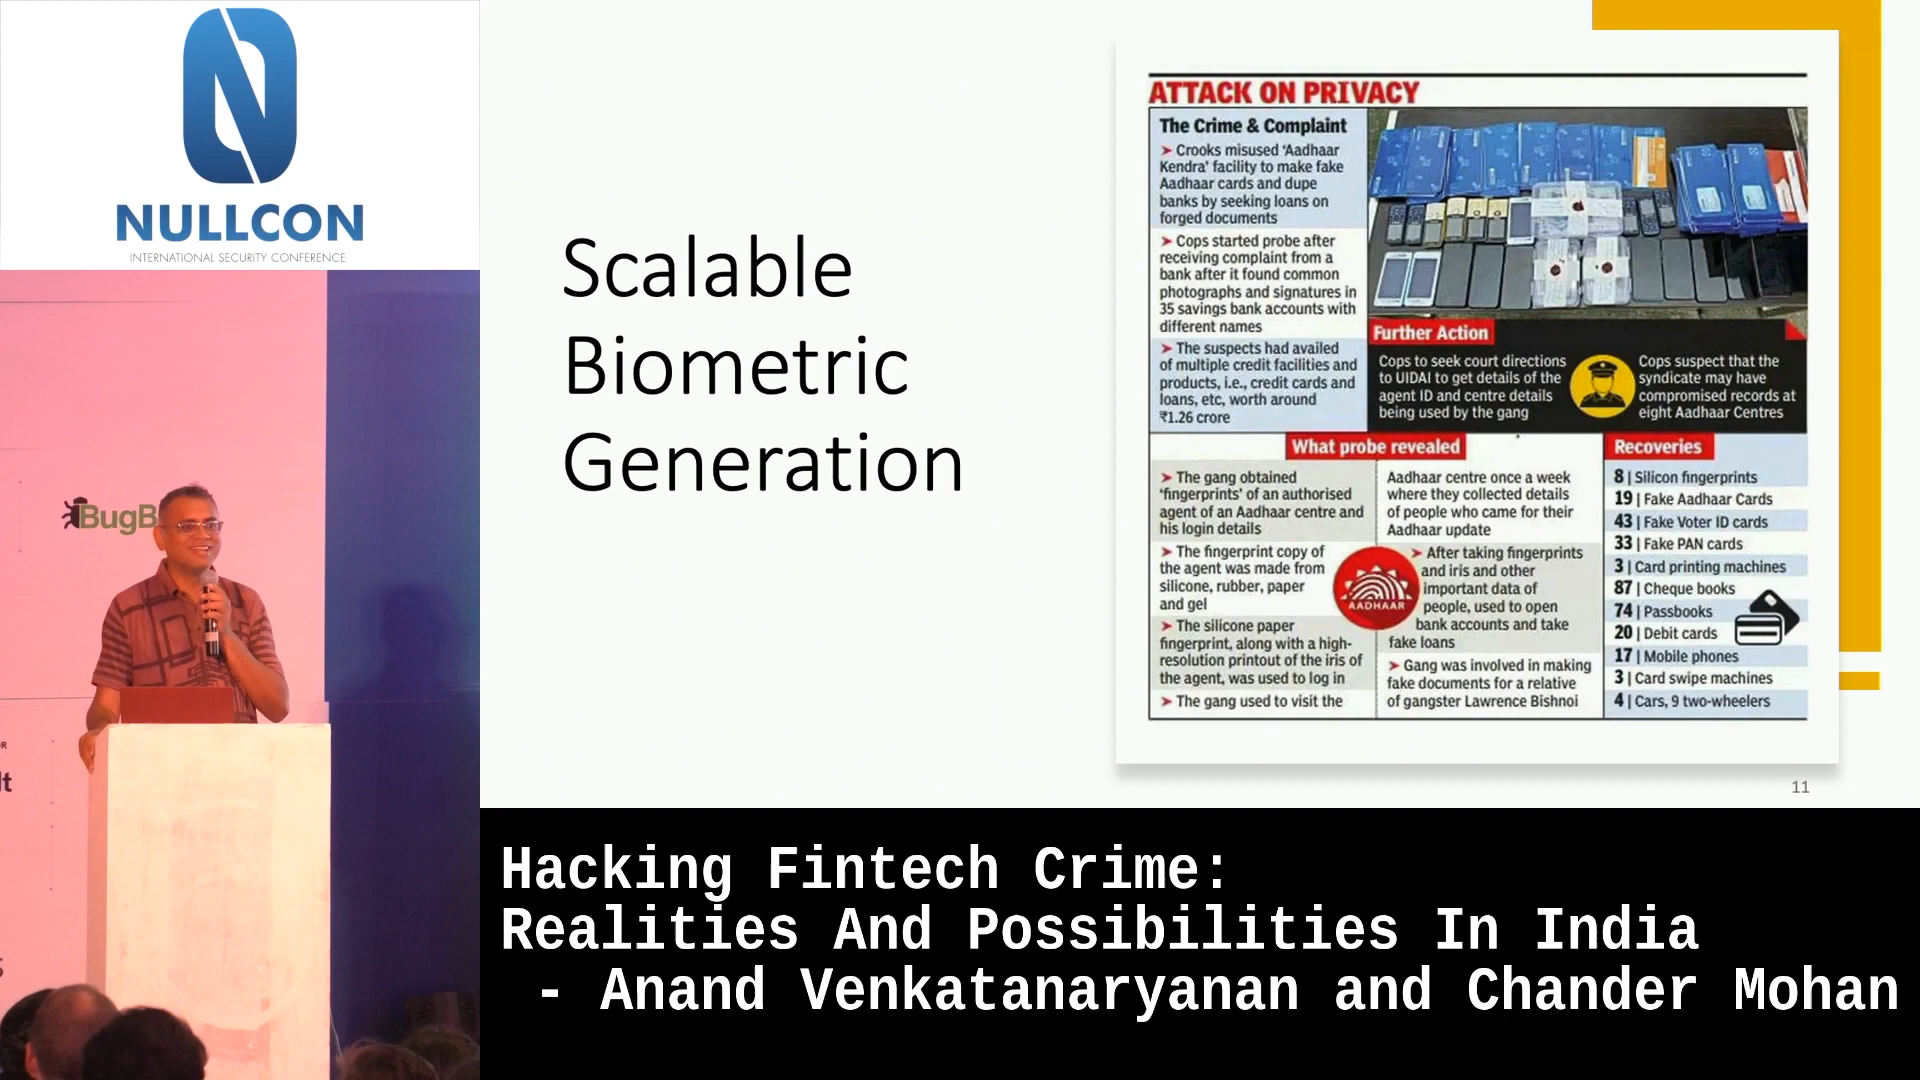 NULLCON
INTERNATIONAL SECURITY CONFERENCE
BugB
Scalable
Biometric
Generation
ATTACK ON PRIVACY
The Crime & Complaint
➤ Crooks misused 'Aadhaar
Kendra' facility to make fake
Aadhaar cards and dupe
banks by seeking loans on
forged documents
➤ Cops started probe after
receiving complaint from a
bank after it found common
photographs and signatures in
35 savings bank accounts with
different names
➤ The suspects had availed
of multiple credit facilities and
products, i.e., credit cards and
loans, etc, worth around
₹1.26 crore
Further Action
Cops to seek court directions
to UIDAI to get details of the
agent ID and centre details
being used by the gang
Cops suspect that the
syndicate may have
compromised records at
eight Aadhaar Centres
What probe revealed
➤ The gang obtained
'fingerprints' of an authorised
agent of an Aadhaar centre and
his login details
➤ The fingerprint copy of
the agent was made from
silicone, rubber, paper
and gel
➤ The silicone paper
fingerprint, along with a high-
resolution printout of the iris of
the agent, was used to log in
➤ The gang used to visit the
Aadhaar centre once a week
where they collected details
of people who came for their
Aadhaar update
➤ After taking fingerprints
and iris and other
important data of
people, used to open
bank accounts and take
fake loans
➤ Gang was involved in making
fake documents for a relative
of gangster Lawrence Bishnoi
AADHAAR
Recoveries
8 | Silicon fingerprints
19 | Fake Aadhaar Cards
43 | Fake Voter ID cards
33 | Fake PAN cards
3 | Card printing machines
87 | Cheque books
74 | Passbooks
20 | Debit cards
17 | Mobile phones
3 | Card swipe machines
4 | Cars, 9 two-wheelers
11
Hacking Fintech Crime:
Realities And Possibilities In India
- Anand Venkatanaryanan and Chander Mohan